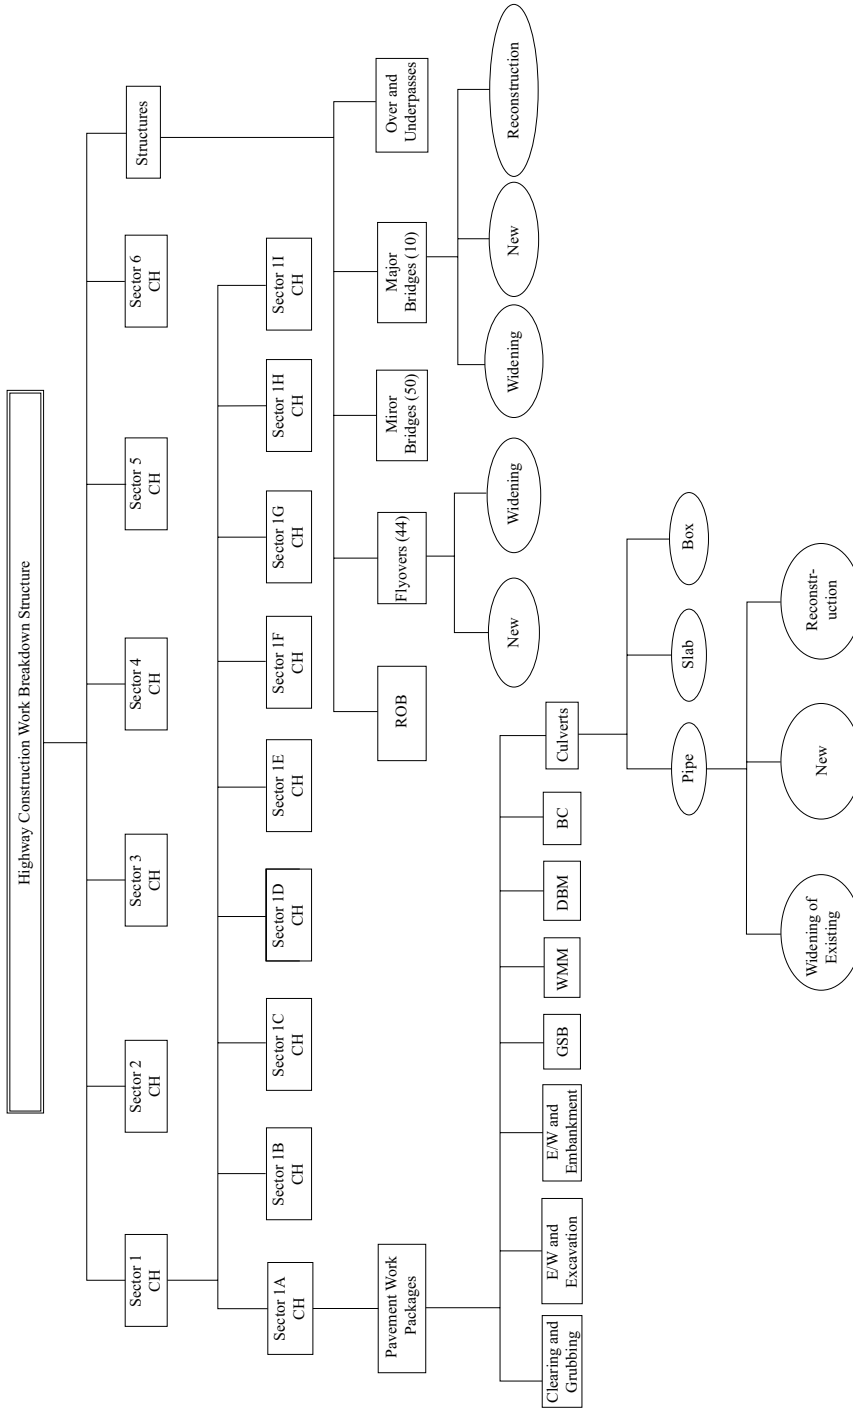 Highway Construction Work Breakdown Structure
Sector 1
CH
Sector 2
CH
Sector 3
CH
Sector 4
CH
Sector 5
CH
Sector 6
CH
Structures
Sector 1A
CH
Sector 1B
CH
Sector 1C
CH
Sector 1D
CH
Sector 1E
CH
Sector 1F
CH
Sector 1G
CH
Sector 1H
CH
Sector 1I
CH
Pavement Work
Packages
ROB
Flyovers (44)
Miror
Bridges (50)
Major
Bridges (10)
Over and
Underpasses
New
Widening
Widening
New
Reconstruction
Clearing and
Grubbing
E/W and
Excavation
E/W and
Embankment
GSB
WMM
DBM
BC
Culverts
Pipe
Slab
Box
Widening of
Existing
New
Reconstr-
uction